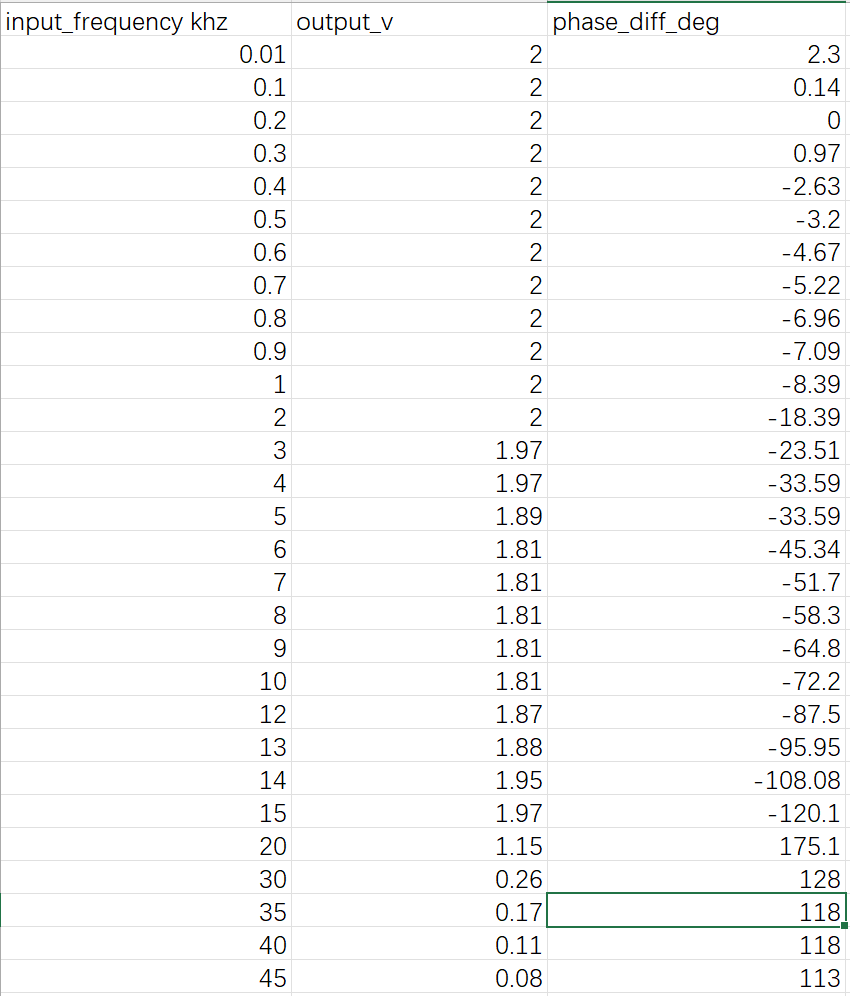 input_frequency khz output_v phase_diff_deg
0.01 2 2.3
0.1 2 0.14
0.2 2 0
0.3 2 0.97
0.4 2 -2.63
0.5 2 -3.2
0.6 2 -4.67
0.7 2 -5.22
0.8 2 -6.96
0.9 2 -7.09
1 2 -8.39
2 2 -18.39
3 1.97 -23.51
4 1.97 -33.59
5 1.89 -33.59
6 1.81 -45.34
7 1.81 -51.7
8 1.81 -58.3
9 1.81 -64.8
10 1.81 -72.2
12 1.87 -87.5
13 1.88 -95.95
14 1.95 -108.08
15 1.97 -120.1
20 1.15 175.1
30 0.26 128
35 0.17 118
40 0.11 118
45 0.08 113